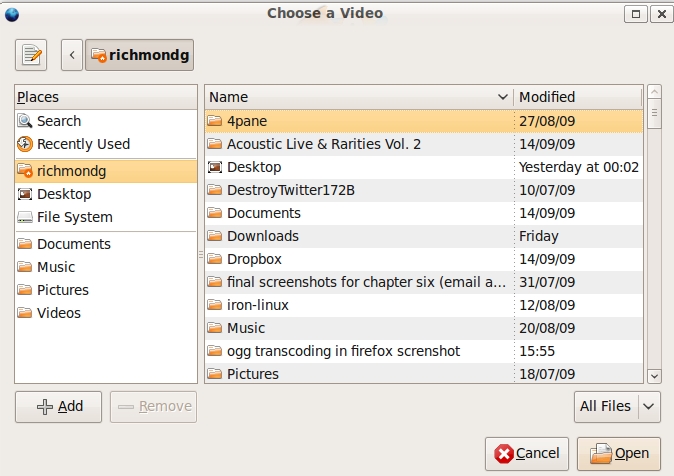 Choose a Video
richmondg
Places
Search
Recently Used
richmondg
Desktop
File System
Documents
Music
Pictures
Videos
Name Modified
4pane 27/08/09
Acoustic Live & Rarities Vol. 2 14/09/09
Desktop Yesterday at 00:02
DestroyTwitter172B 10/07/09
Documents 14/09/09
Downloads Friday
Dropbox 14/09/09
final screenshots for chapter six (email a... 31/07/09
iron-linux 12/08/09
Music 20/08/09
ogg transcoding in firefox screnshot 15:55
Pictures 18/07/09
Add Remove
All Files
Cancel Open